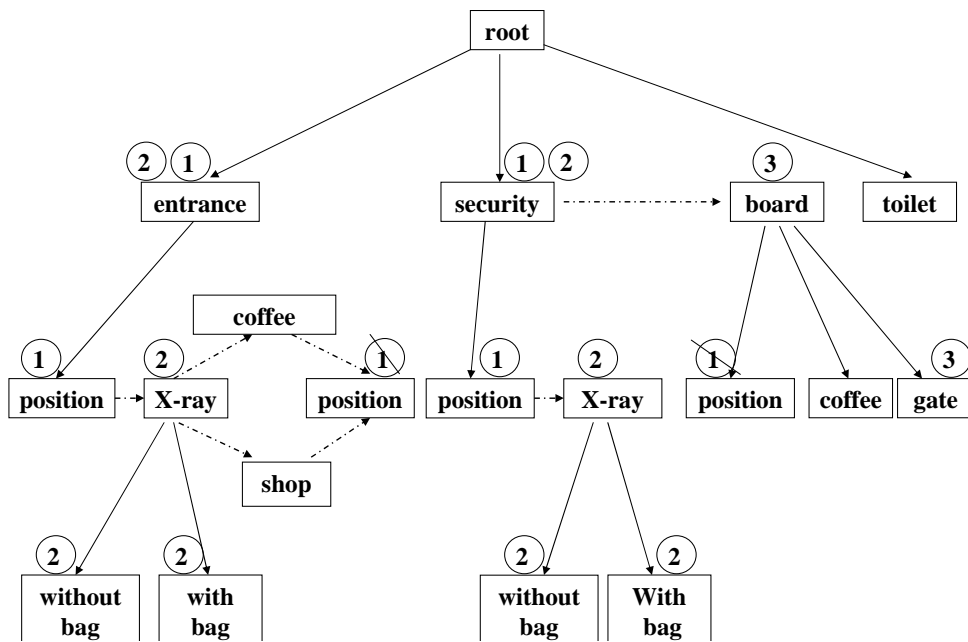 root
2 1 1 2 3
entrance security board toilet
coffee
1 2 1 1 2 1 3
position X-ray position position X-ray position coffee gate
shop
2 2 2 2
without with without With
bag bag bag Bag